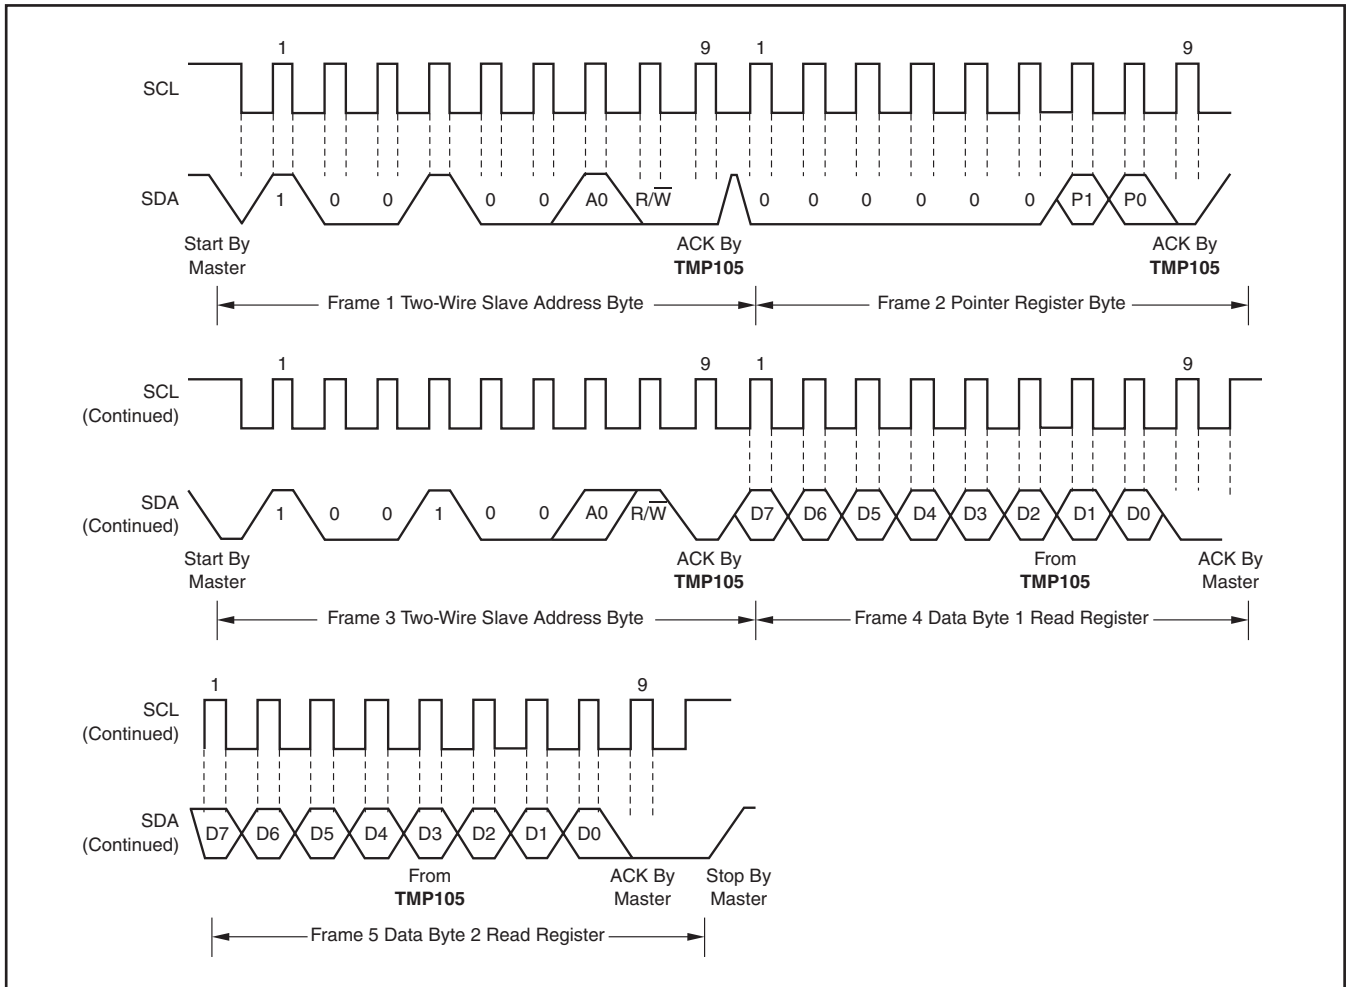 1 9 1 9
SCL
SDA 1 0 0 0 0 A0 R/W̅ 0 0 0 0 0 0 P1 P0
Start By Master
ACK By TMP105
ACK By TMP105
Frame 1 Two-Wire Slave Address Byte
Frame 2 Pointer Register Byte
1 9 1 9
SCL (Continued)
SDA (Continued) 1 0 0 1 0 0 A0 R/W̅ D7 D6 D5 D4 D3 D2 D1 D0
Start By Master
ACK By TMP105
From TMP105
ACK By Master
Frame 3 Two-Wire Slave Address Byte
Frame 4 Data Byte 1 Read Register
1 9
SCL (Continued)
SDA (Continued) D7 D6 D5 D4 D3 D2 D1 D0
From TMP105
ACK By Master
Stop By Master
Frame 5 Data Byte 2 Read Register